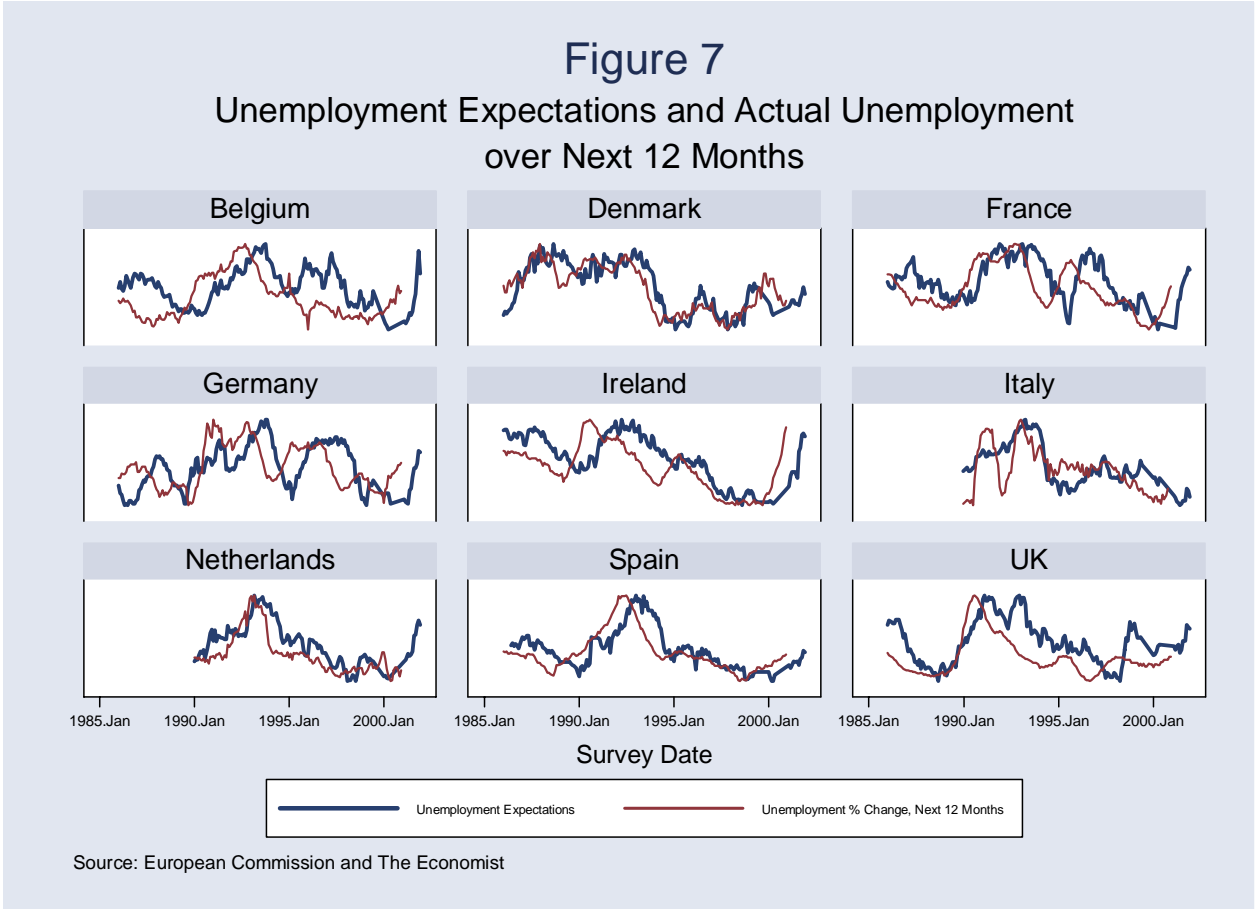 Figure 7
Unemployment Expectations and Actual Unemployment
over Next 12 Months
Belgium Denmark France
Germany Ireland Italy
Netherlands Spain UK
1985.Jan 1990.Jan 1995.Jan 2000.Jan 1985.Jan 1990.Jan 1995.Jan 2000.Jan 1985.Jan 1990.Jan 1995.Jan 2000.Jan
Survey Date
Unemployment Expectations Unemployment % Change, Next 12 Months
Source: European Commission and The Economist